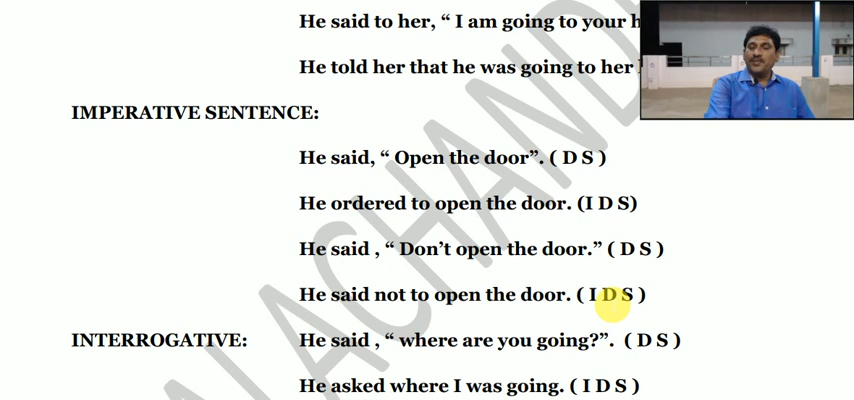 He said to her, “ I am going to your h
He told her that he was going to her
IMPERATIVE SENTENCE:
He said, “ Open the door”. ( D S )
He ordered to open the door. (I D S)
He said , “ Don’t open the door.” ( D S )
He said not to open the door. ( I D S )
INTERROGATIVE: He said , “ where are you going?”. ( D S )
He asked where I was going. ( I D S )